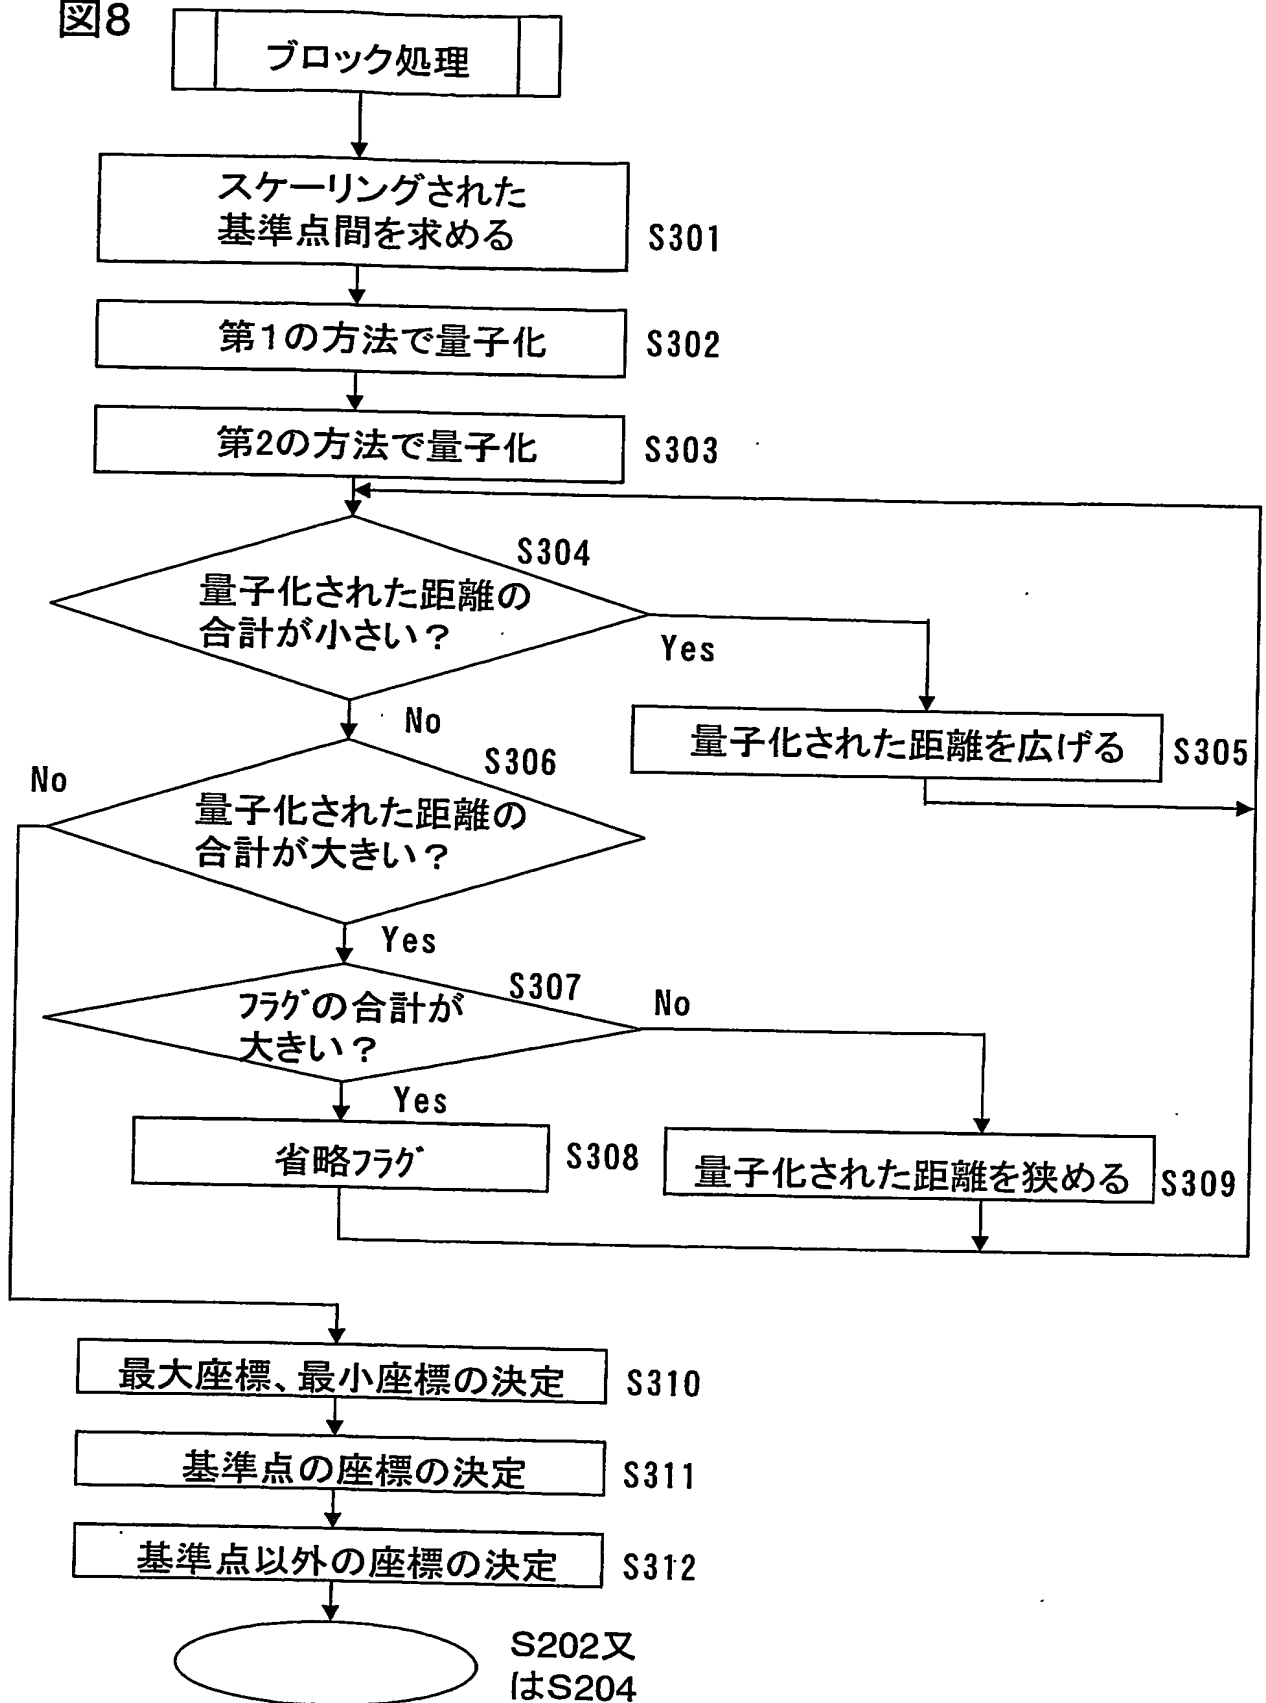 図8
ブロック処理
スケーリングされた
基準点間を求める
S301
第1の方法で量子化
S302
第2の方法で量子化
S303
S304
量子化された距離の
合計が小さい?
Yes
No
量子化された距離を広げる
S305
S306
No
量子化された距離の
合計が大きい?
Yes
S307
フラグの合計が
大きい?
No
Yes
省略フラグ
S308
量子化された距離を狭める
S309
最大座標、最小座標の決定
S310
基準点の座標の決定
S311
基準点以外の座標の決定
S312
S202又
はS204